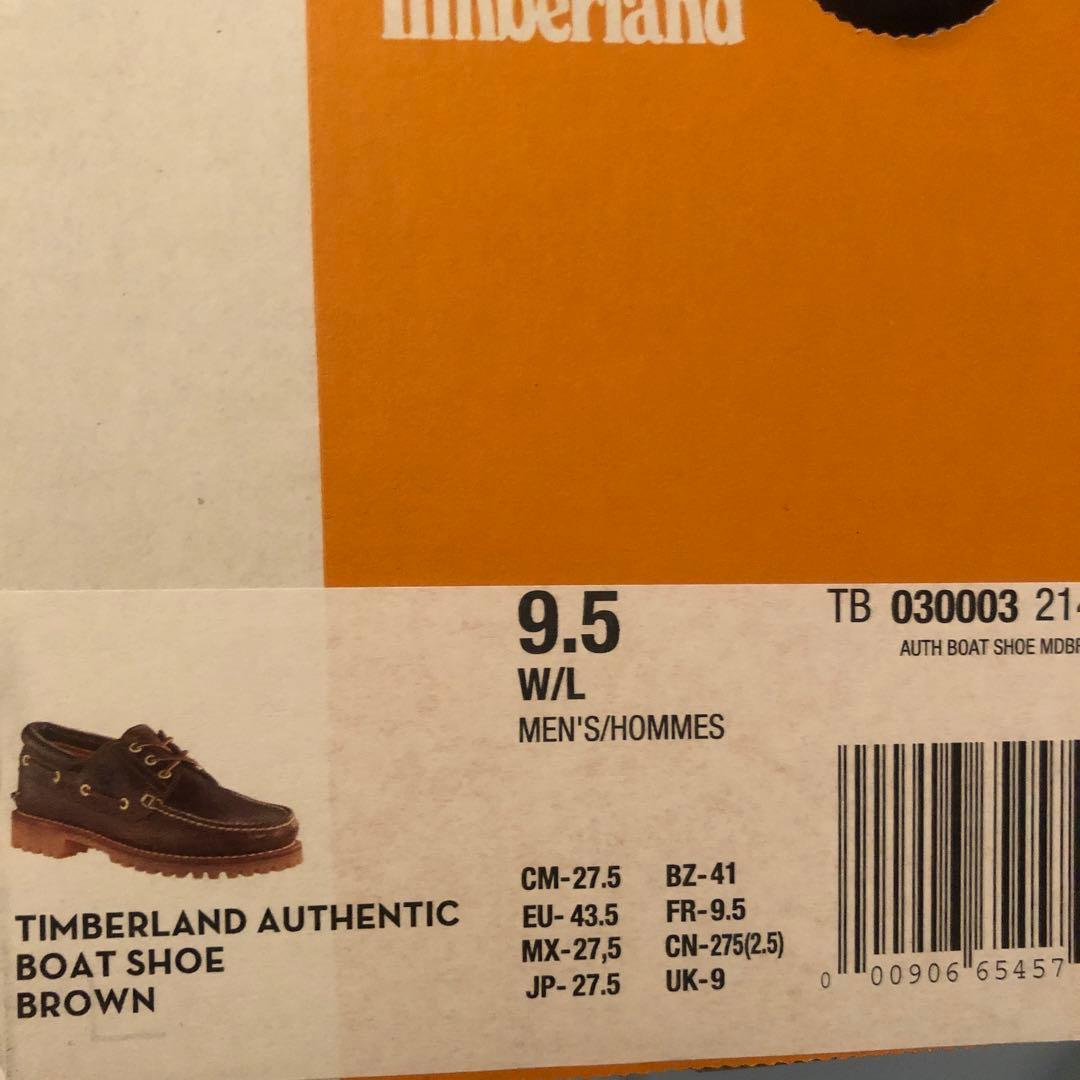 Timberland
9.5
W/L
MEN'S/HOMMES
TB 030003
AUTH BOAT SHOE
TIMBERLAND AUTHENTIC
BOAT SHOE
BROWN
CM-27.5
EU- 43.5
MX-27,5
JP- 27.5
BZ-41
FR-9.5
CN-275(2.5)
UK-9
0 00906 65457